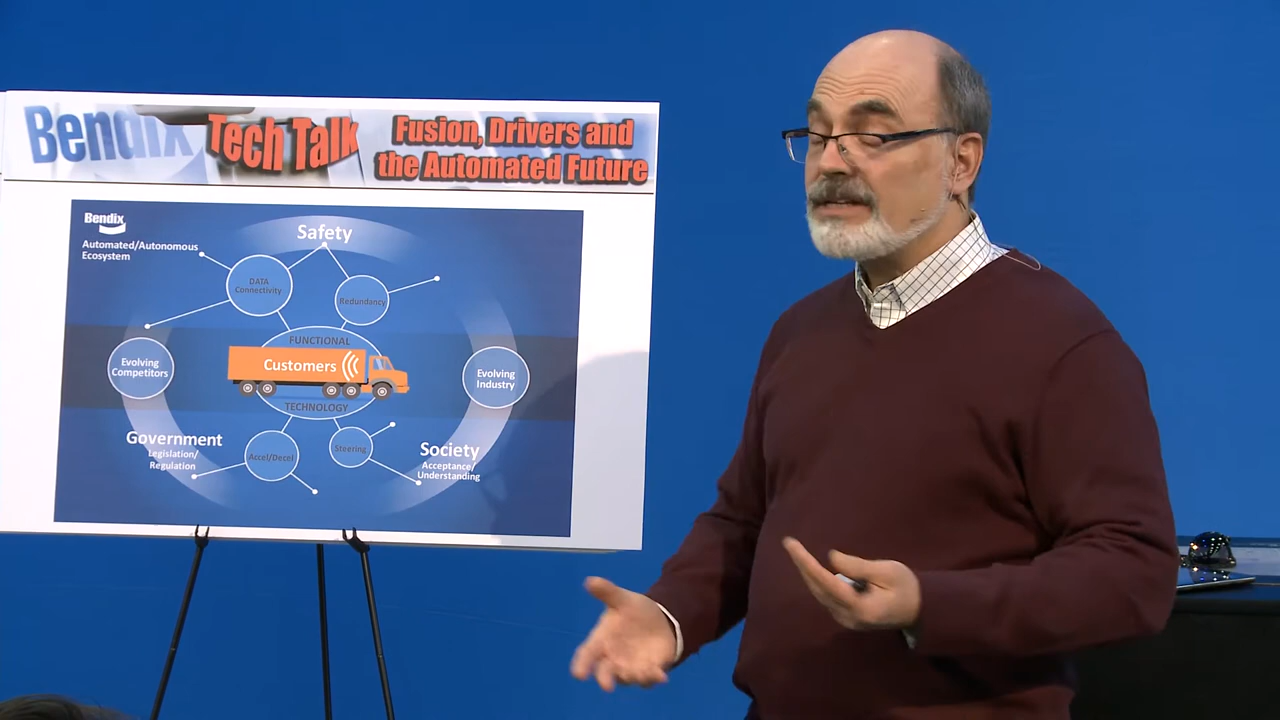 Bendix Tech Talk
Fusion, Drivers and
the Automated Future
Bendix
Automated/Autonomous
Ecosystem
Safety
DATA
Connectivity
Redundancy
FUNCTIONAL
Customers
TECHNOLOGY
Evolving
Competitors
Evolving
Industry
Government
Legislation/
Regulation
Accel/Decel
Steering
Society
Acceptance/
Understanding